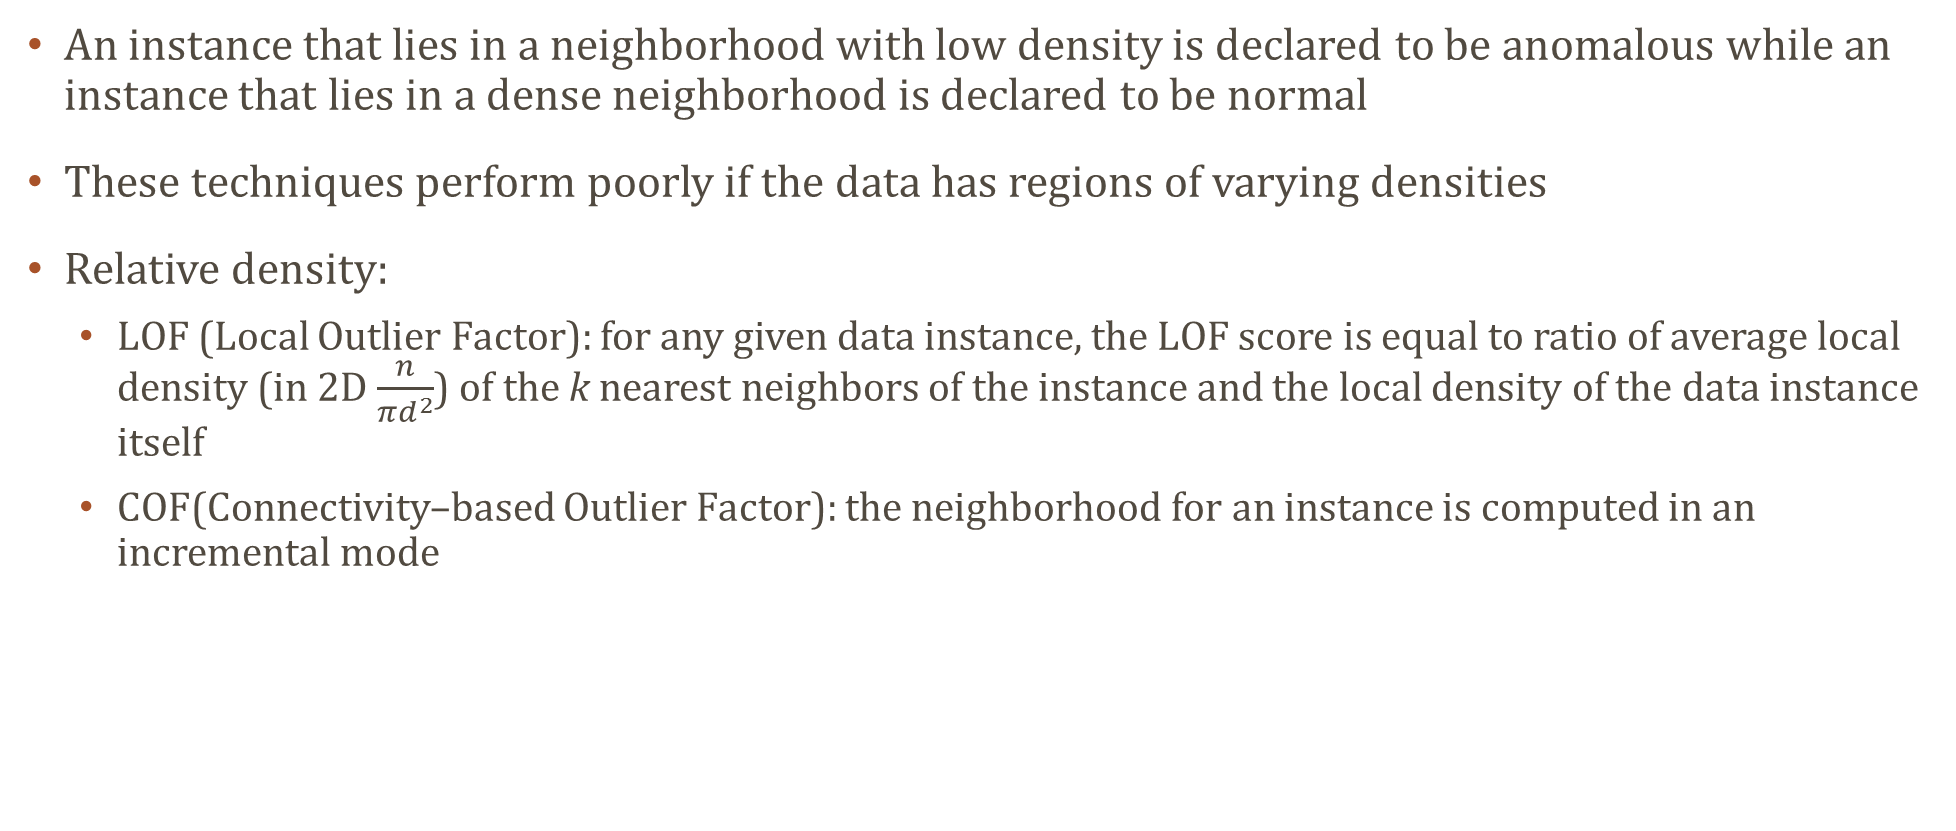 • An instance that lies in a neighborhood with low density is declared to be anomalous while an
instance that lies in a dense neighborhood is declared to be normal
• These techniques perform poorly if the data has regions of varying densities
• Relative density:
• LOF (Local Outlier Factor): for any given data instance, the LOF score is equal to ratio of average local
density (in 2D $\frac{n}{\pi d^2}$) of the k nearest neighbors of the instance and the local density of the data instance
itself
• COF(Connectivity–based Outlier Factor): the neighborhood for an instance is computed in an
incremental mode